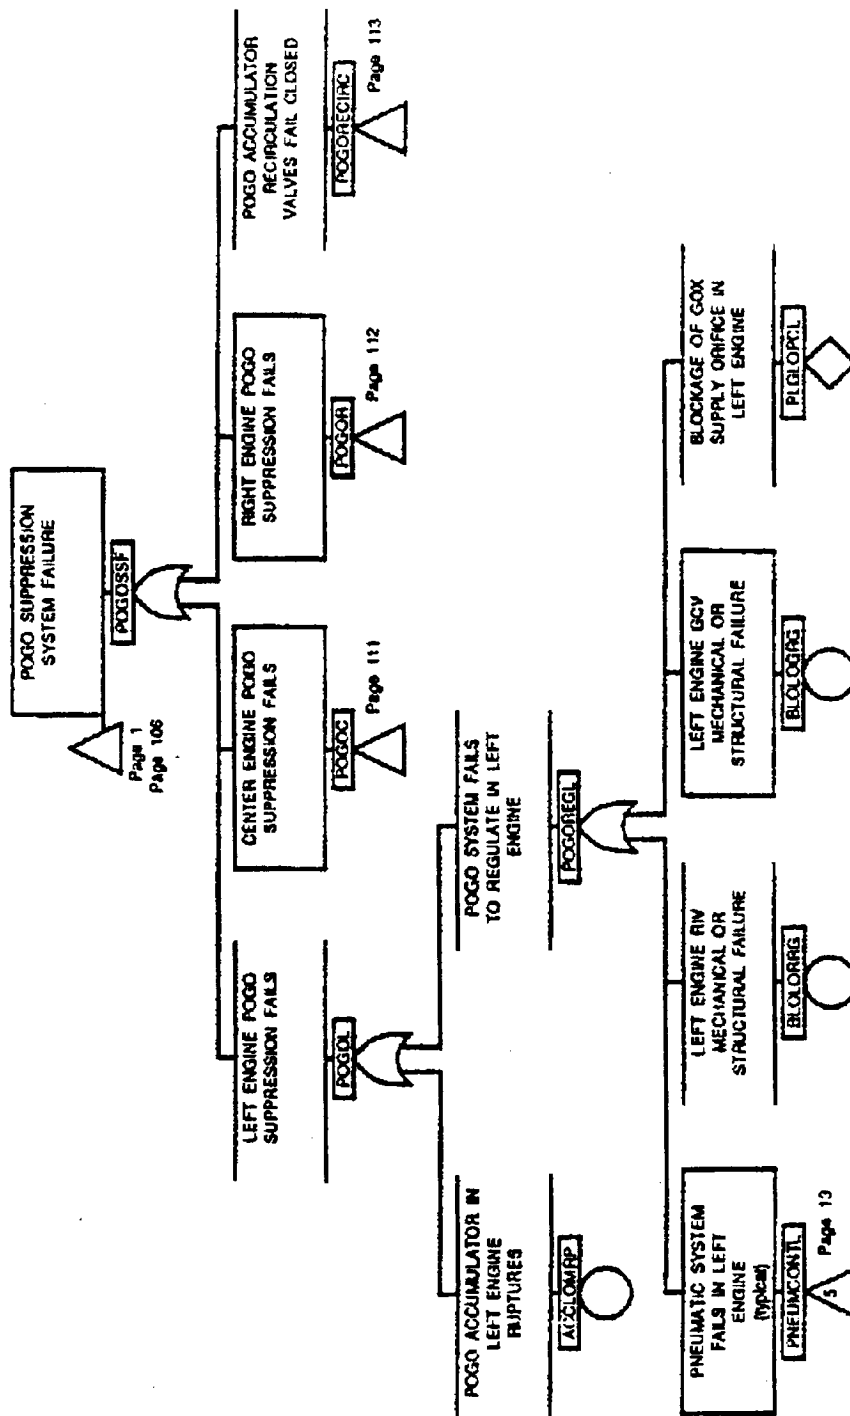 POGO SUPPRESSION
SYSTEM FAILURE
POGOSSF
Page 1
Page 106
LEFT ENGINE POGO
SUPPRESSION FAILS
POGOL
CENTER ENGINE POGO
SUPPRESSION FAILS
POGOC
Page 111
RIGHT ENGINE POGO
SUPPRESSION FAILS
POGOR
Page 112
POGO ACCUMULATOR
RECIRCULATION
VALVES FAIL CLOSED
POGORECIRC
Page 113
POGO ACCUMULATOR IN
LEFT ENGINE
RUPTURES
ACCLOMRP
POGO SYSTEM FAILS
TO REGULATE IN LEFT
ENGINE
POGOREGL
PNEUMATIC SYSTEM
FAILS IN LEFT
ENGINE
(typical)
PNEUMCONTL
5
Page 13
LEFT ENGINE RIV
MECHANICAL OR
STRUCTURAL FAILURE
BLOLORRG
LEFT ENGINE GCV
MECHANICAL OR
STRUCTURAL FAILURE
BLOLOGRG
BLOCKAGE OF GOX
SUPPLY ORIFICE IN
LEFT ENGINE
PLGLOPCL